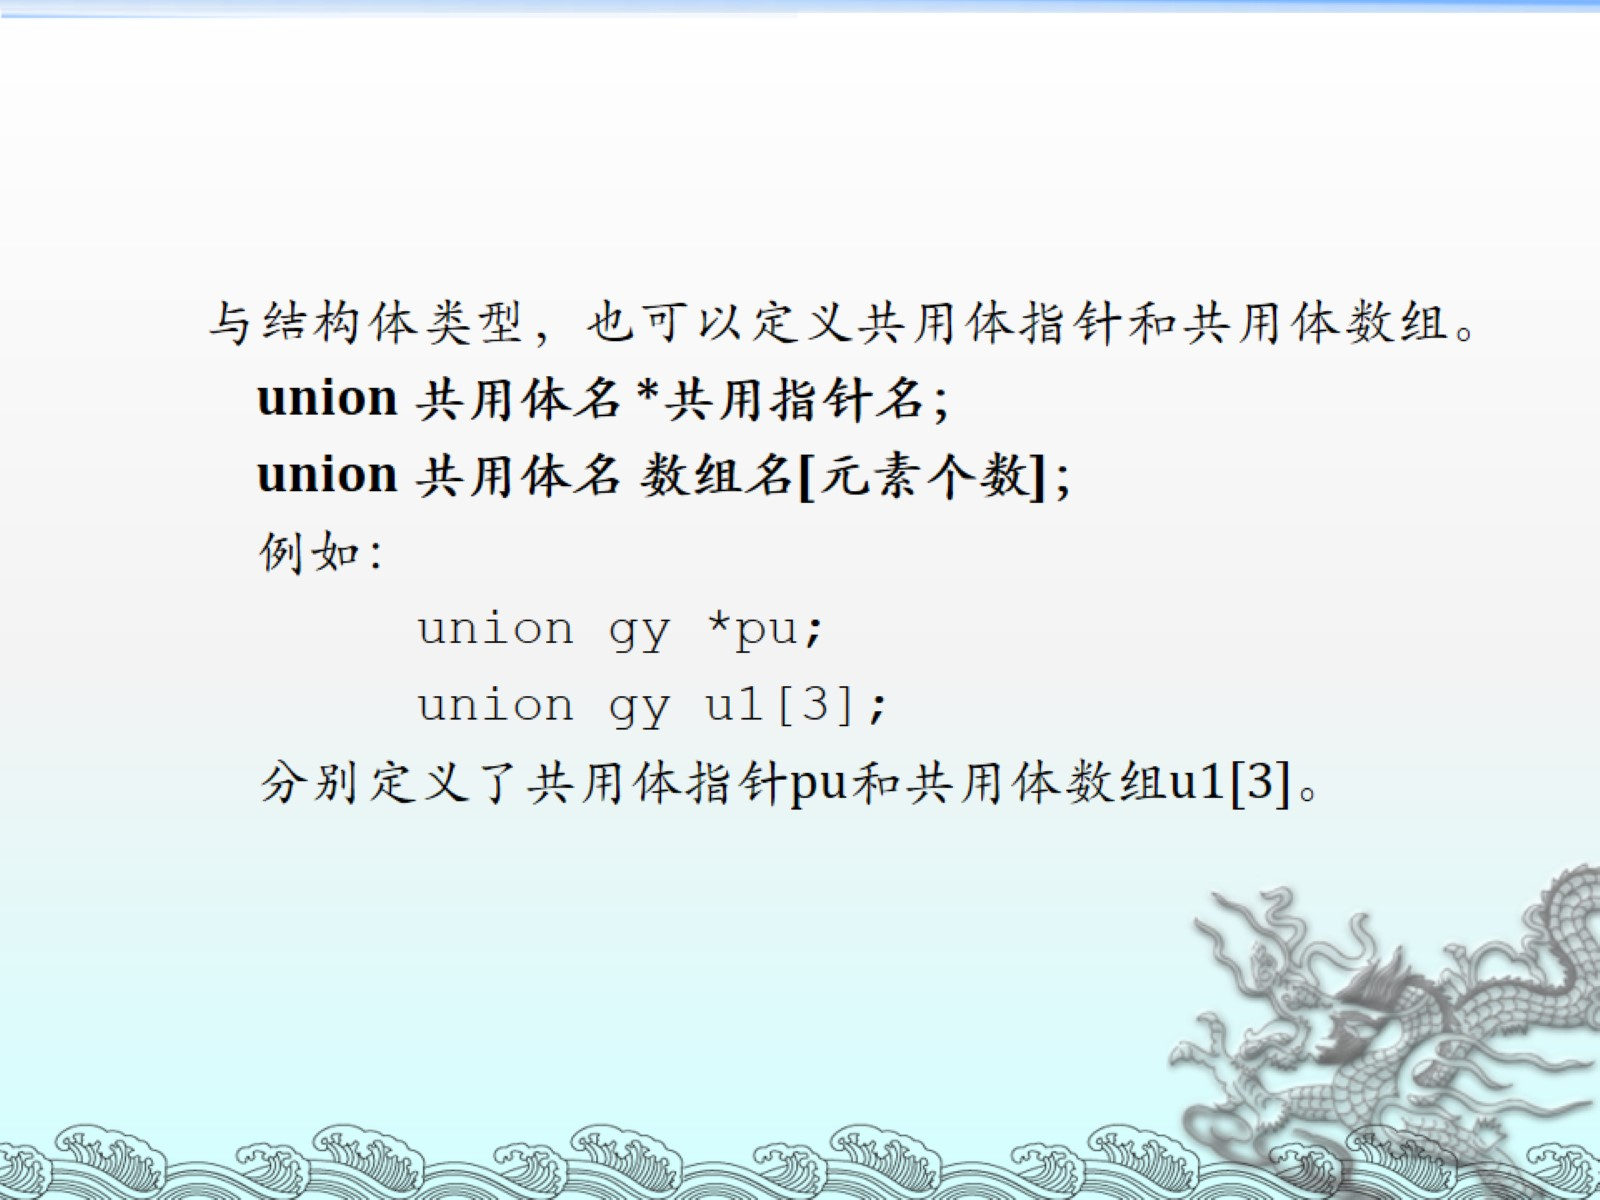 与结构体类型，也可以定义共用体指针和共用体数组。
union 共用体名 *共用指针名；
union 共用体名 数组名[元素个数]；
例如：
union gy *pu;
union gy u1[3];
分别定义了共用体指针pu和共用体数组u1[3]。